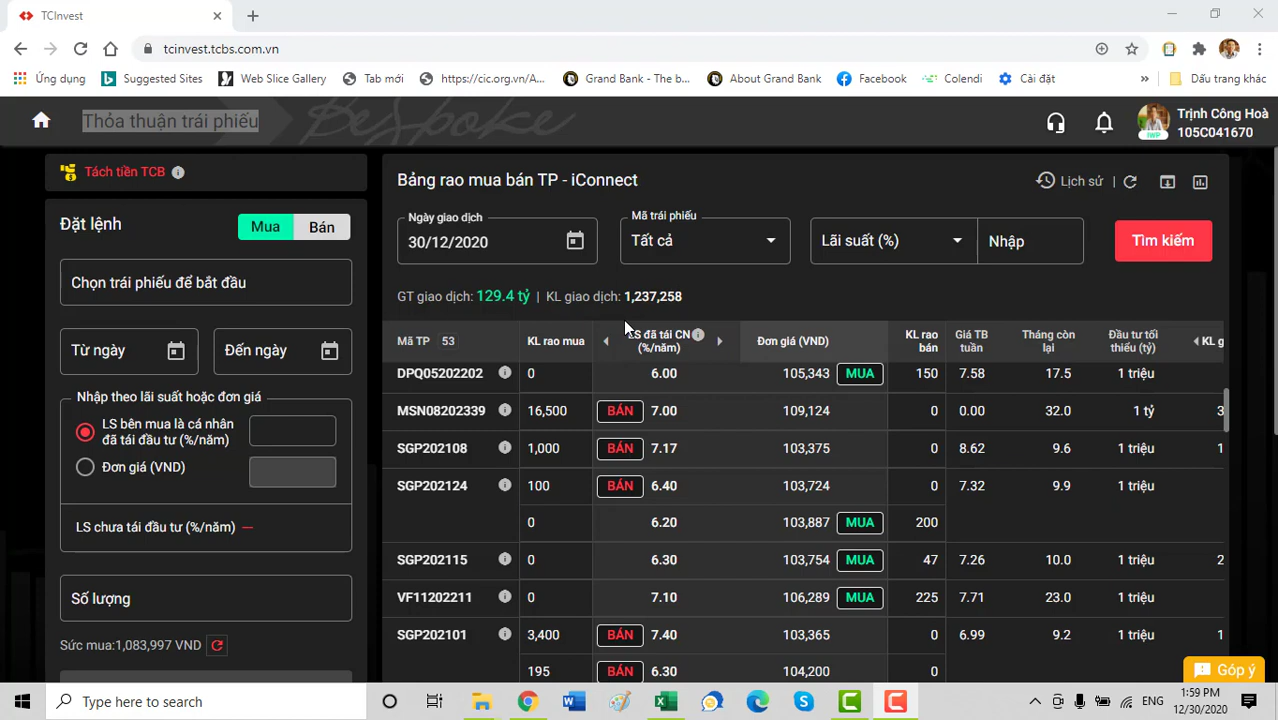 TCInvest
tcinvest.tcbs.com.vn
Ứng dụng
Suggested Sites
Web Slice Gallery
Tab mới
https://cic.org.vn/A...
Grand Bank - The b...
About Grand Bank
Facebook
Colendi
Cài đặt
»
Dấu trang khác
Thỏa thuận trái phiếu
BeSpoke
Trịnh Công Hoà
105C041670
IWP
Tách tiền TCB
Đặt lệnh
Mua
Bán
Chọn trái phiếu để bắt đầu
Từ ngày
Đến ngày
Nhập theo lãi suất hoặc đơn giá
LS bên mua là cá nhân
đã tái đầu tư (%/năm)
Đơn giá (VND)
LS chưa tái đầu tư (%/năm) —
Số lượng
Sức mua:1,083,997 VND
Bảng rao mua bán TP - iConnect
Lịch sử
Ngày giao dịch
30/12/2020
Mã trái phiếu
Tất cả
Lãi suất (%)
Nhập
Tìm kiếm
GT giao dịch: 129.4 tỷ | KL giao dịch: 1,237,258
Mã TP 53
KL rao mua
LS đã tái CN
(%/năm)
Đơn giá (VND)
KL rao
bán
Giá TB
tuần
Tháng còn
lại
Đầu tư tối
thiểu (tỷ)
KL g
DPQ05202202 0 6.00 105,343 MUA 150 7.58 17.5 1 triệu
MSN08202339 16,500 BÁN 7.00 109,124 0 0.00 32.0 1 tỷ 3
SGP202108 1,000 BÁN 7.17 103,375 0 8.62 9.6 1 triệu 1
SGP202124 100 BÁN 6.40 103,724 0 7.32 9.9 1 triệu
0 6.20 103,887 MUA 200
SGP202115 0 6.30 103,754 MUA 47 7.26 10.0 1 triệu 2
VF11202211 0 7.10 106,289 MUA 225 7.71 23.0 1 triệu
SGP202101 3,400 BÁN 7.40 103,365 0 6.99 9.2 1 triệu 1
195 BÁN 6.30 104,200 0
Góp ý
Type here to search
ENG
1:59 PM
12/30/2020